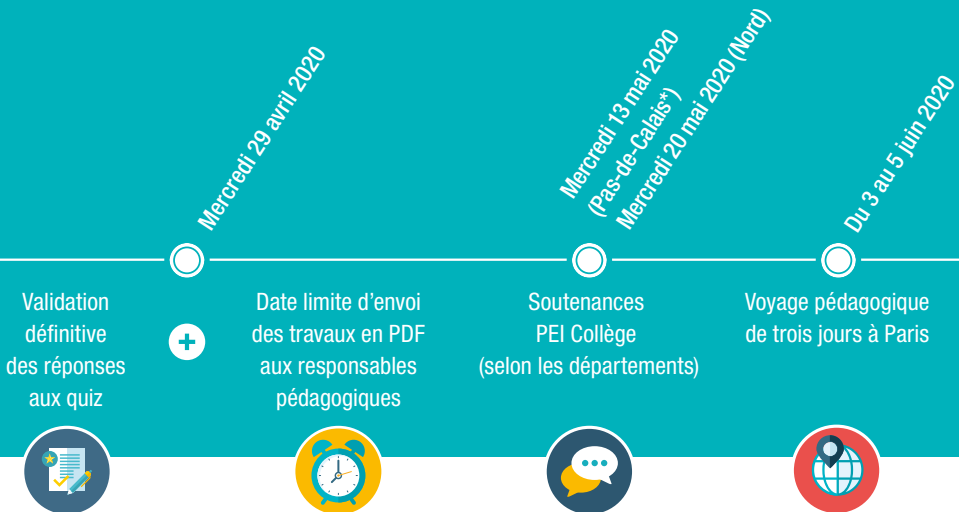 Mercredi 29 avril 2020
Mercredi 13 mai 2020
(Pas-de-Calais*)
Mercredi 20 mai 2020 (Nord)
Du 3 au 5 juin 2020
Validation
définitive
des réponses
aux quiz
Date limite d'envoi
des travaux en PDF
aux responsables
pédagogiques
Soutenances
PEI Collège
(selon les départements)
Voyage pédagogique
de trois jours à Paris